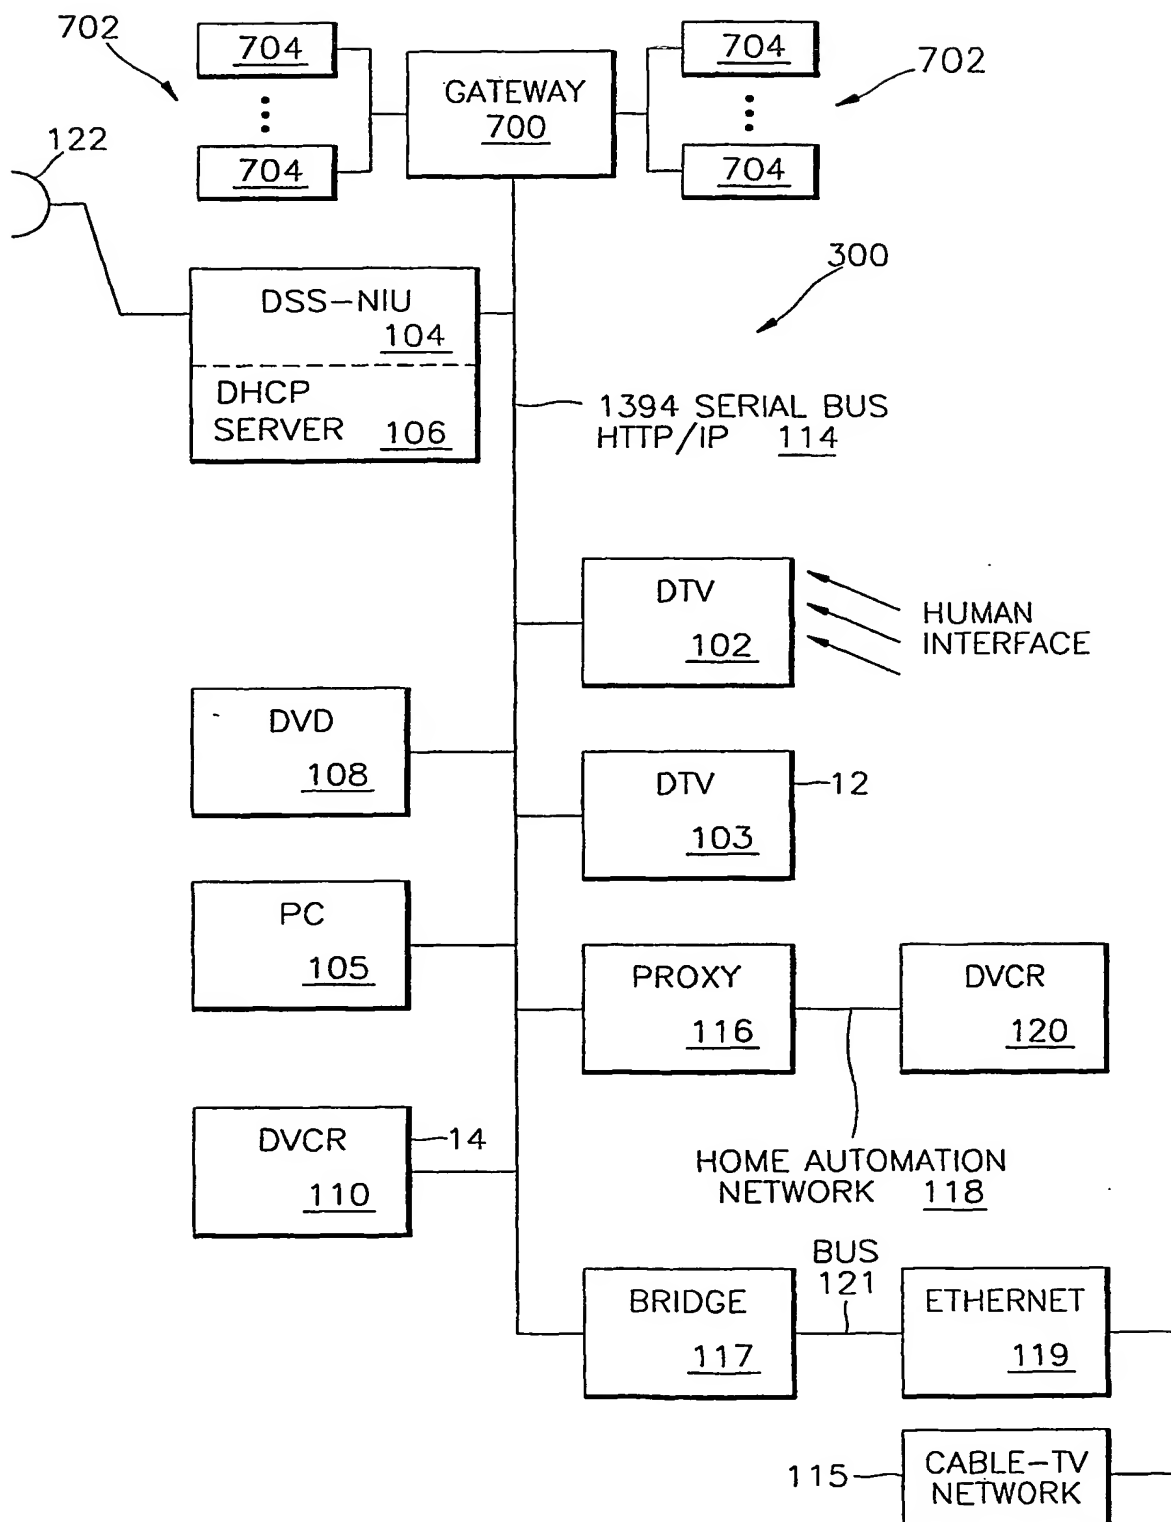 702
704
704
GATEWAY
700
704
704
702
122
300
DSS-NIU
104
DHCP
SERVER 106
1394 SERIAL BUS
HTTP/IP 114
DTV
102
HUMAN
INTERFACE
DVD
108
DTV
103
12
PC
105
PROXY
116
DVCR
120
HOME AUTOMATION
NETWORK 118
DVCR
110
14
BUS
121
BRIDGE
117
ETHERNET
119
115
CABLE-TV
NETWORK